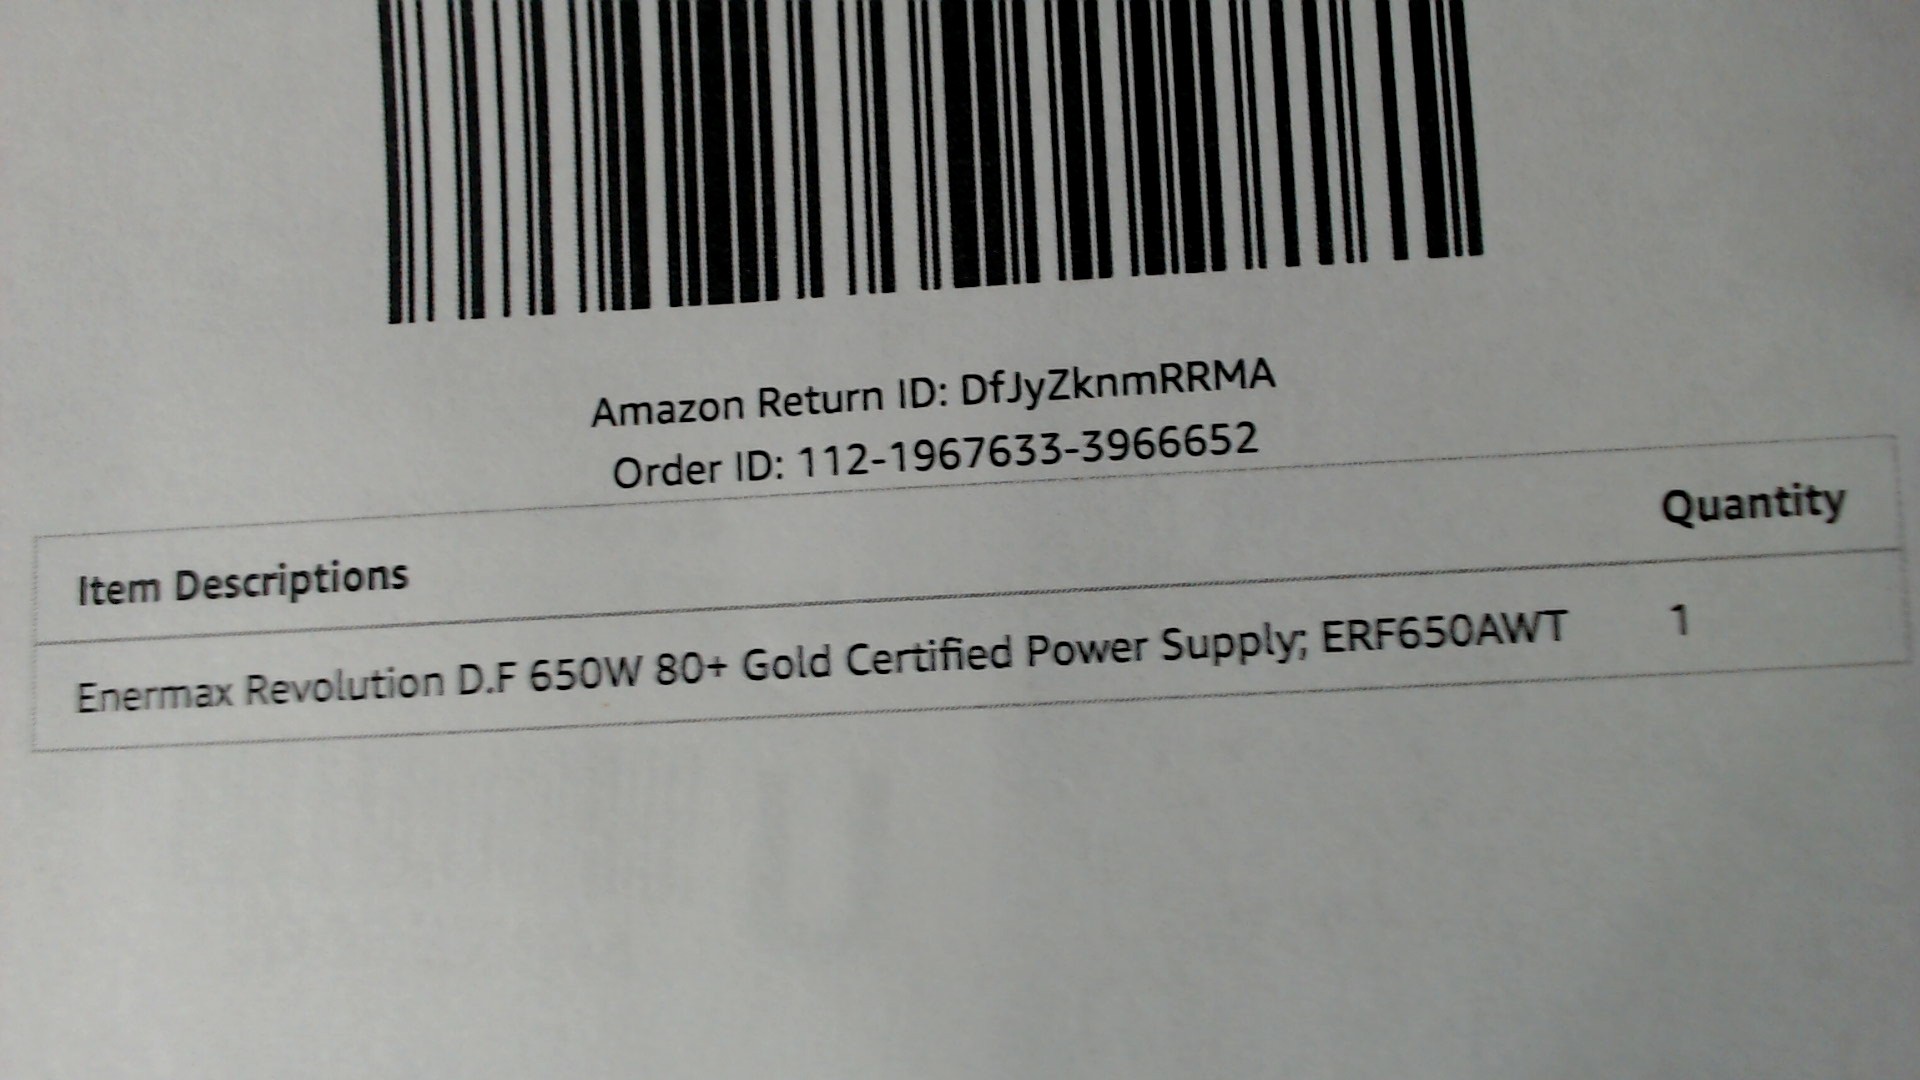 Amazon Return ID: DfJyZknmRRMA
Order ID: 112-1967633-3966652
Item Descriptions Quantity
Enermax Revolution D.F 650W 80+ Gold Certified Power Supply; ERF650AWT 1